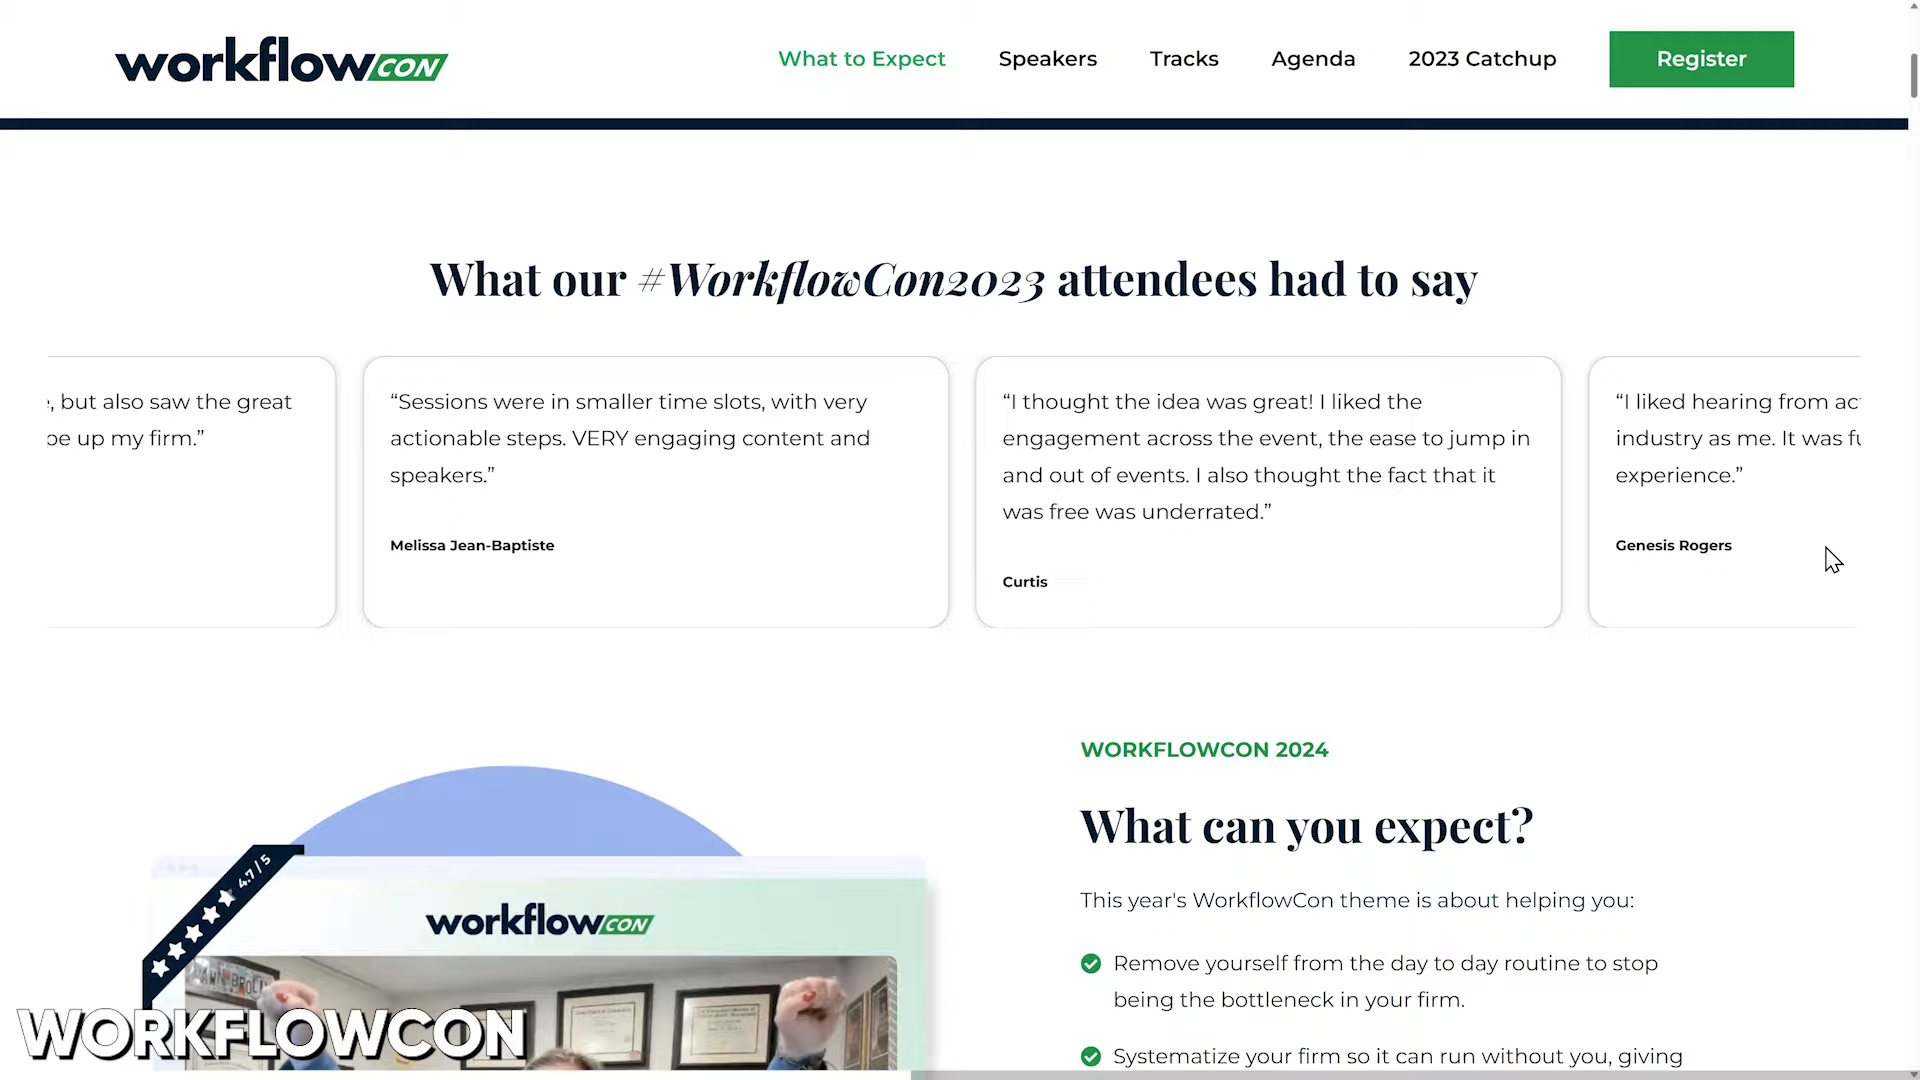 workflowCON
What to Expect
Speakers
Tracks
Agenda
2023 Catchup
Register
What our #WorkflowCon2023 attendees had to say
, but also saw the great
be up my firm.”
“Sessions were in smaller time slots, with very
actionable steps. VERY engaging content and
speakers.”
Melissa Jean-Baptiste
“I thought the idea was great! I liked the
engagement across the event, the ease to jump in
and out of events. I also thought the fact that it
was free was underrated.”
Curtis
“I liked hearing from
industry as me. It was
experience.”
Genesis Rogers
WORKFLOWCON 2024
What can you expect?
This year's WorkflowCon theme is about helping you:
Remove yourself from the day to day routine to stop
being the bottleneck in your firm.
Systematize your firm so it can run without you, giving
4.7/5
workflowCON
WORKFLOWCON